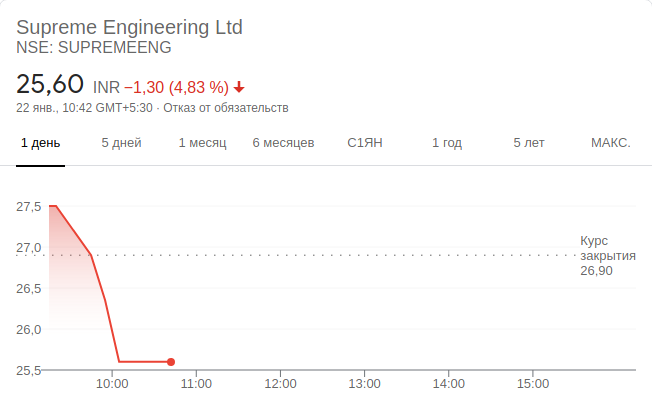 Supreme Engineering Ltd
NSE: SUPREMEENG
25,60 INR −1,30 (4,83 %)
22 янв., 10:42 GMT+5:30 · Отказ от обязательств
1 день 5 дней 1 месяц 6 месяцев С1ЯН 1 год 5 лет МАКС.
27,5
27,0
26,5
26,0
25,5
Курс
закрытия
26,90
10:00 11:00 12:00 13:00 14:00 15:00